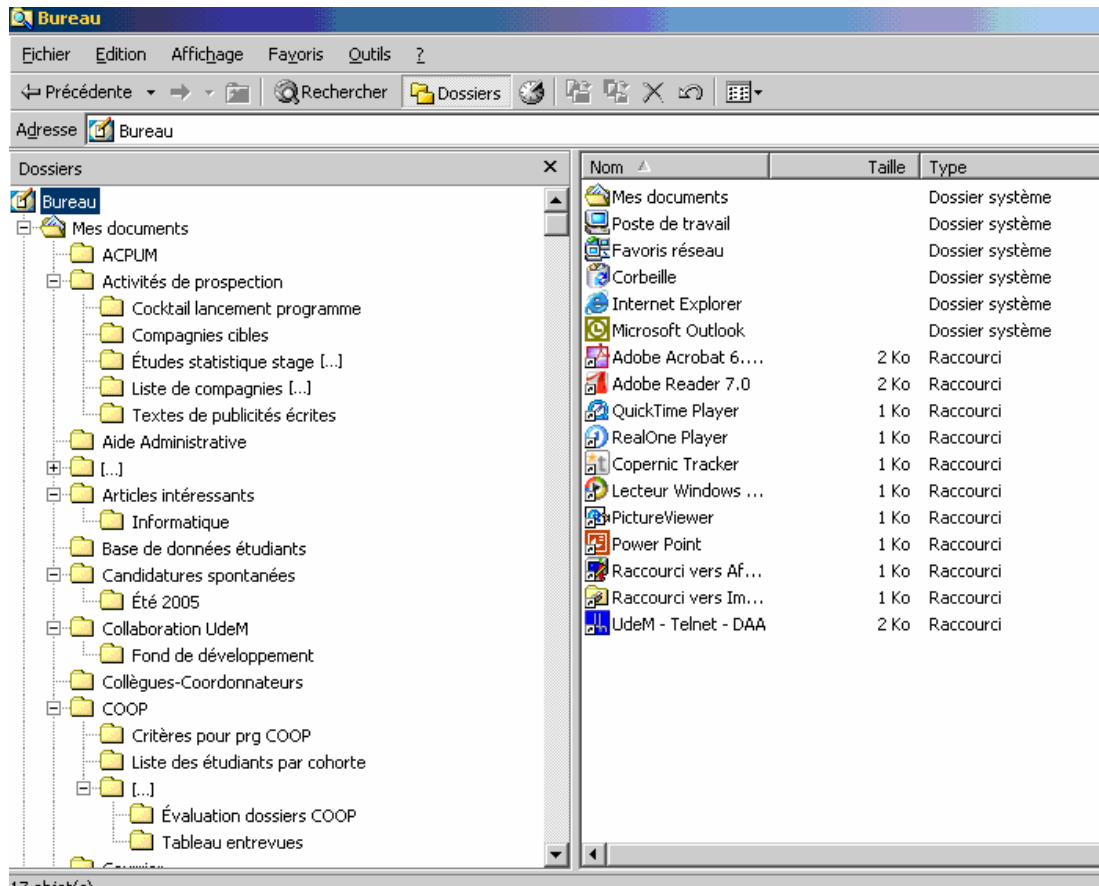 Bureau
Fichier Edition Affichage Favoris Outils ?
Précédente Rechercher Dossiers
Adresse Bureau
Dossiers
Bureau
Mes documents
ACPUM
Activités de prospection
Cocktail lancement programme
Compagnies cibles
Études statistique stage [...]
Liste de compagnies [...]
Textes de publicités écrites
Aide Administrative
[...]
Articles intéressants
Informatique
Base de données étudiants
Candidatures spontanées
Été 2005
Collaboration UdeM
Fond de développement
Collègues-Coordonnateurs
COOP
Critères pour prg COOP
Liste des étudiants par cohorte
[...]
Évaluation dossiers COOP
Tableau entrevues
Nom Taille Type
Mes documents Dossier système
Poste de travail Dossier système
Favoris réseau Dossier système
Corbeille Dossier système
Internet Explorer Dossier système
Microsoft Outlook Dossier système
Adobe Acrobat 6.... 2 Ko Raccourci
Adobe Reader 7.0 2 Ko Raccourci
QuickTime Player 1 Ko Raccourci
RealOne Player 1 Ko Raccourci
Copernic Tracker 1 Ko Raccourci
Lecteur Windows ... 1 Ko Raccourci
PictureViewer 1 Ko Raccourci
Power Point 1 Ko Raccourci
Raccourci vers Af... 1 Ko Raccourci
Raccourci vers Im... 1 Ko Raccourci
UdeM - Telnet - DAA 2 Ko Raccourci